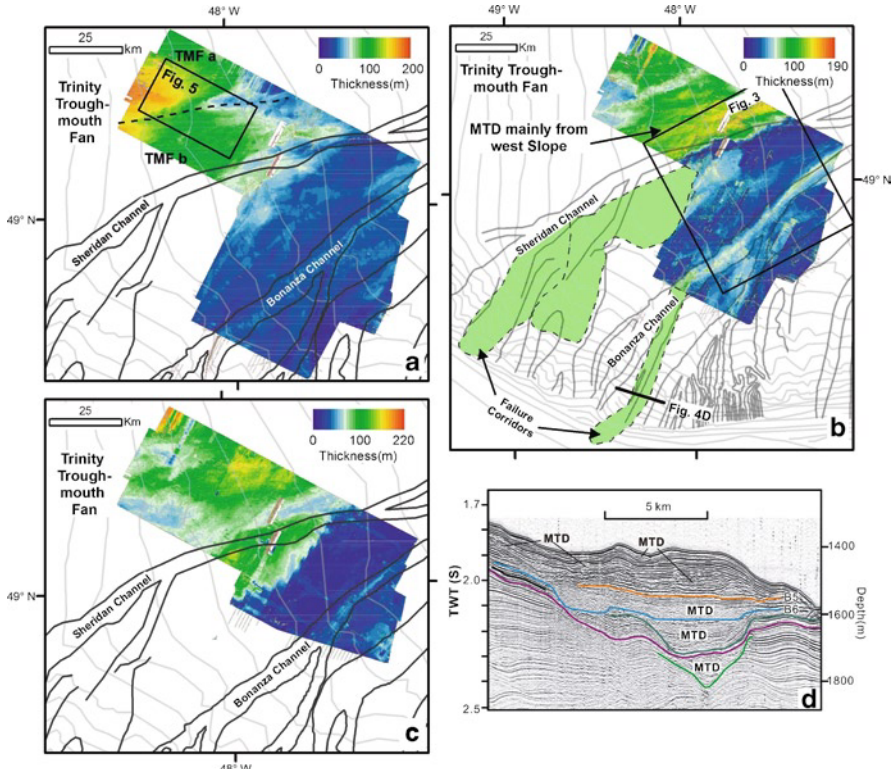 48° W
25
Km
TMF a
Fig. 5
0 100 200
Thickness(m)
Trinity
Trough-
mouth
Fan
TMF b
49° N
Sheridan Channel
Bonanza Channel
a
49° W
48° W
25
Km
Trinity Trough-
mouth Fan
0 100 190
Thickness(m)
Fig. 3
MTD mainly from
west Slope
49° N
Sheridan Channel
Bonanza Channel
Failure
Corridors
Fig. 4D
b
25
Km
0 100 220
Thickness(m)
Trinity
Trough-
mouth
Fan
49° N
Sheridan Channel
Bonanza Channel
c
48° W
5 km
1.7
MTD
MTD
1400
TWT (S)
2.0
B5
Depth(m)
MTD
B6
1600
MTD
MTD
1800
2.5
d